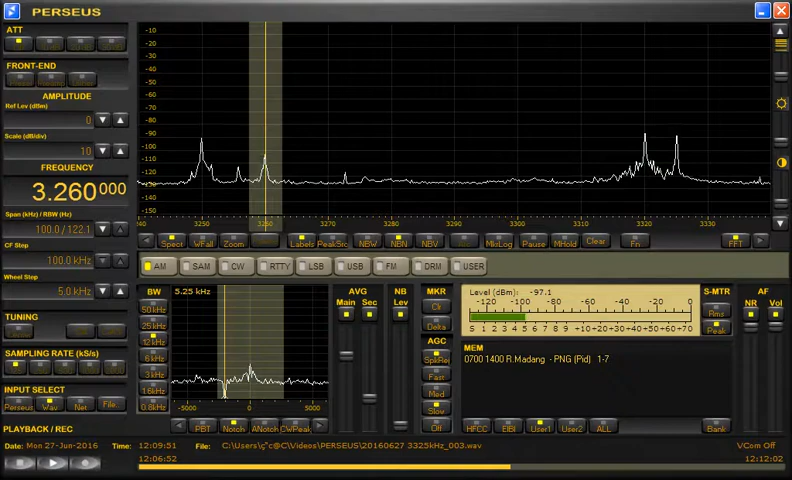 PERSEUS
ATT
FRONT-END
AMPLITUDE
Ref Lev (dBm)
0
Scale (dB/div)
10
FREQUENCY
3.260000
Span (kHz) / RBW (Hz)
100.0 / 122.1
CF Step
100.0 kHz
Wheel Step
5.0 kHz
TUNING
SAMPLING RATE (kS/s)
INPUT SELECT
Perseus Wav Net File..
-10
-20
-30
-40
-50
-60
-70
-80
-90
-100
-110
-120
-130
-140
-150
3240 3250 3260 3270 3280 3290 3300 3310 3320 3330
Spect WFall Zoom Labels PeakSrc NBW NBN NBV MkrLog Pause MHold Clear Fn FFT
AM SAM CW RTTY LSB USB FM DRM USER
BW
50kHz
25kHz
12kHz
6kHz
3kHz
1.6kHz
0.8kHz
5.25 kHz
-5000 0 5000
PBT Notch ANotch CWPeak
AVG
Main Sec
NB
Lev
MKR
Clr
Delta
AGC
SpkRej
Fast
Med
Slow
Off
Level (dBm): -97.1
-120 -100 -80 -60 -40 -20 0
S 1 2 3 4 5 6 7 8 9 +10 +20 +30 +40 +50 +60 +70
S-MTR
Rms
Peak
AF
NR Vol
MEM
0700 1400 R.Madang - PNG (Pid) 1-7
HFCC EIBI User1 User2 ALL Bank
PLAYBACK / REC
Date: Mon 27-Jun-2016 Time: 12:09:51 File: C:\Users\ç°c@C\Videos\PERSEUS\20160627 3325kHz_003.wav VCom Off
12:06:52 12:12:02